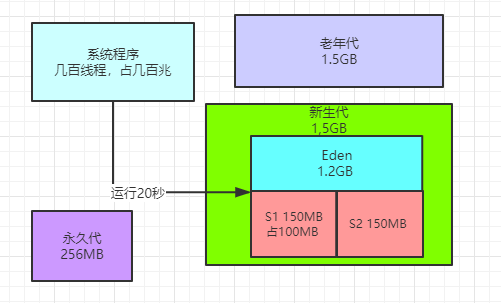 系统程序
几百线程，占几百兆
老年代
1.5GB
新生代
1,5GB
Eden
1.2GB
运行20秒
S1 150MB
占100MB
S2 150MB
永久代
256MB